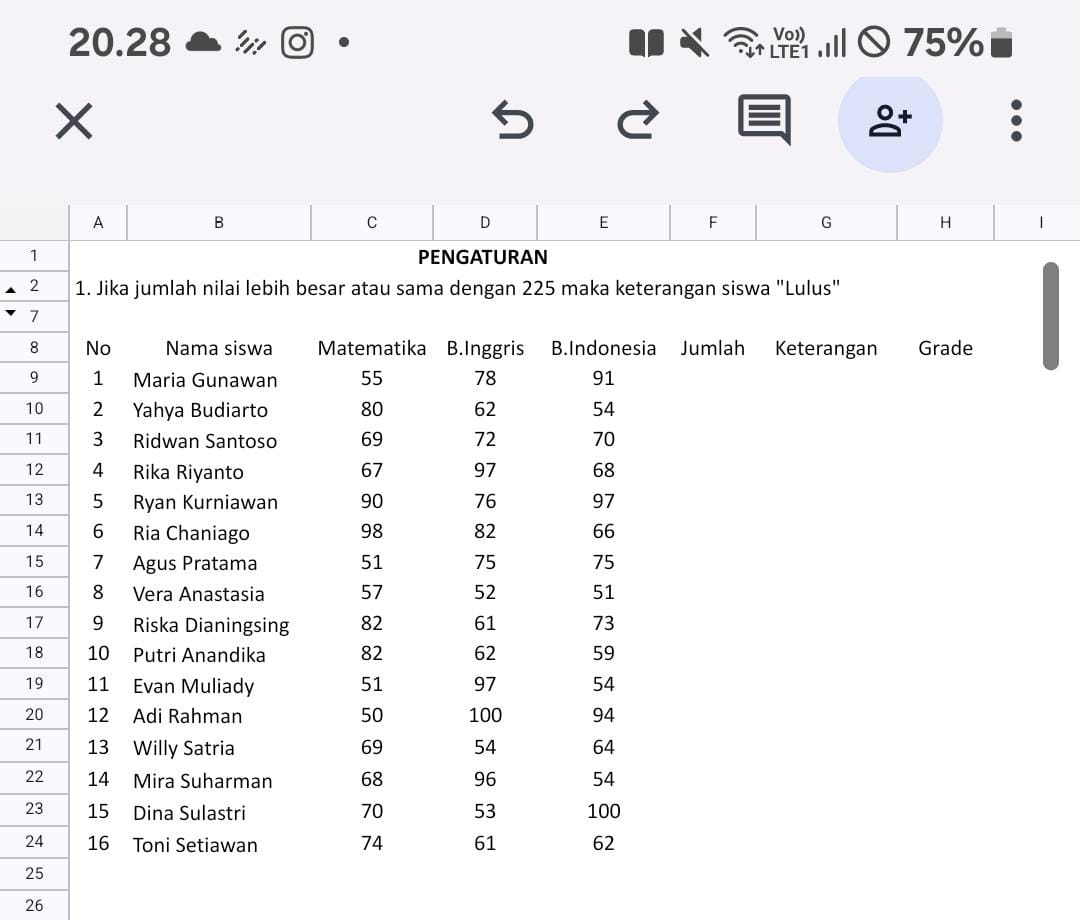 20.28 Vo)) LTE1 75%
A B C D E F G H I
1 PENGATURAN
2 1. Jika jumlah nilai lebih besar atau sama dengan 225 maka keterangan siswa "Lulus"
7
8 No Nama siswa Matematika B.Inggris B.Indonesia Jumlah Keterangan Grade
9 1 Maria Gunawan 55 78 91
10 2 Yahya Budiarto 80 62 54
11 3 Ridwan Santoso 69 72 70
12 4 Rika Riyanto 67 97 68
13 5 Ryan Kurniawan 90 76 97
14 6 Ria Chaniago 98 82 66
15 7 Agus Pratama 51 75 75
16 8 Vera Anastasia 57 52 51
17 9 Riska Dianingsing 82 61 73
18 10 Putri Anandika 82 62 59
19 11 Evan Muliady 51 97 54
20 12 Adi Rahman 50 100 94
21 13 Willy Satria 69 54 64
22 14 Mira Suharman 68 96 54
23 15 Dina Sulastri 70 53 100
24 16 Toni Setiawan 74 61 62
25
26